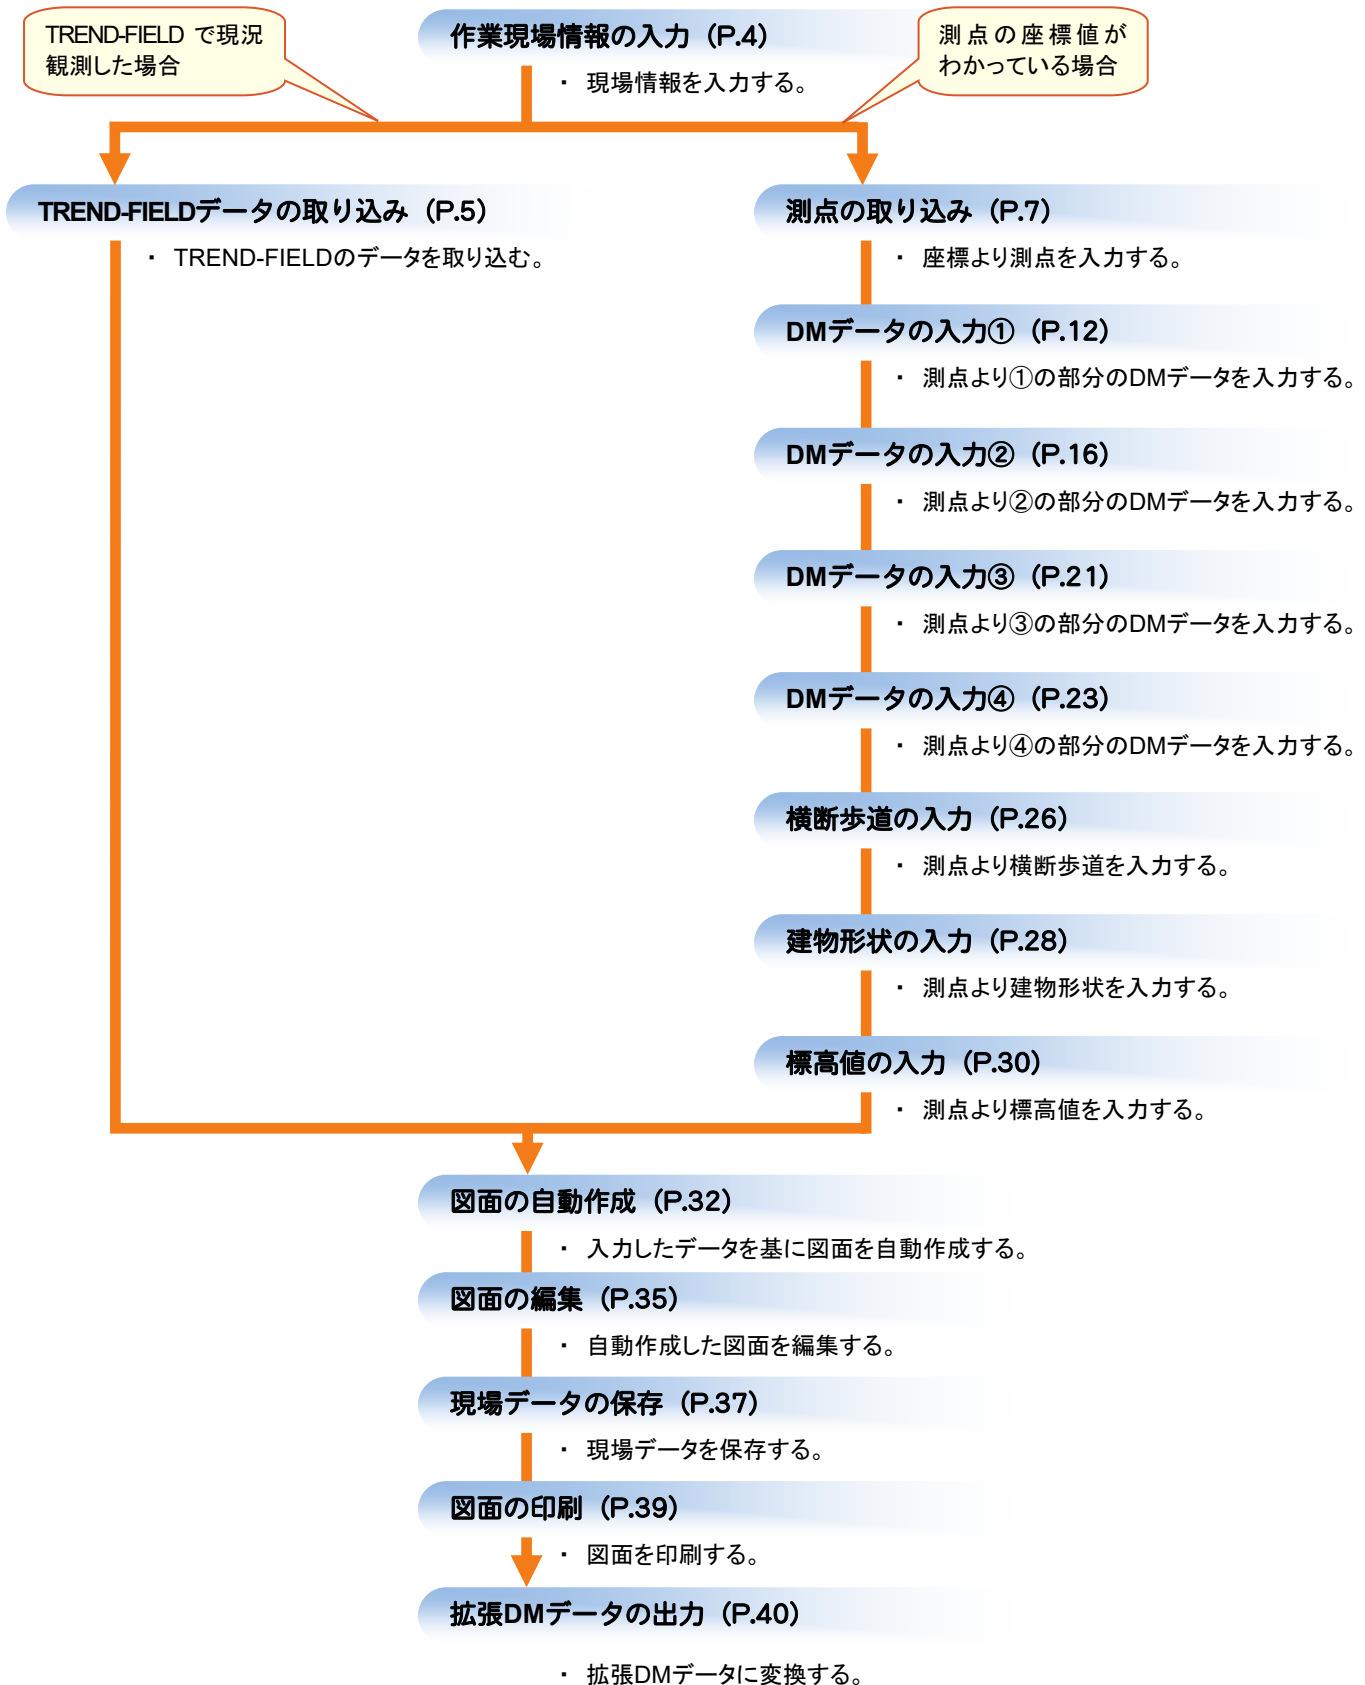 TREND-FIELD で現況
観測した場合
作業現場情報の入力（P.4）
・ 現場情報を入力する。
測点の座標値が
わかっている場合
TREND-FIELDデータの取り込み（P.5）
・ TREND-FIELDのデータを取り込む。
測点の取り込み（P.7）
・ 座標より測点を入力する。
DMデータの入力①（P.12）
・ 測点より①の部分のDMデータを入力する。
DMデータの入力②（P.16）
・ 測点より②の部分のDMデータを入力する。
DMデータの入力③（P.21）
・ 測点より③の部分のDMデータを入力する。
DMデータの入力④（P.23）
・ 測点より④の部分のDMデータを入力する。
横断歩道の入力（P.26）
・ 測点より横断歩道を入力する。
建物形状の入力（P.28）
・ 測点より建物形状を入力する。
標高値の入力（P.30）
・ 測点より標高値を入力する。
図面の自動作成（P.32）
・ 入力したデータを基に図面を自動作成する。
図面の編集（P.35）
・ 自動作成した図面を編集する。
現場データの保存（P.37）
・ 現場データを保存する。
図面の印刷（P.39）
・ 図面を印刷する。
拡張DMデータの出力（P.40）
・ 拡張DMデータに変換する。